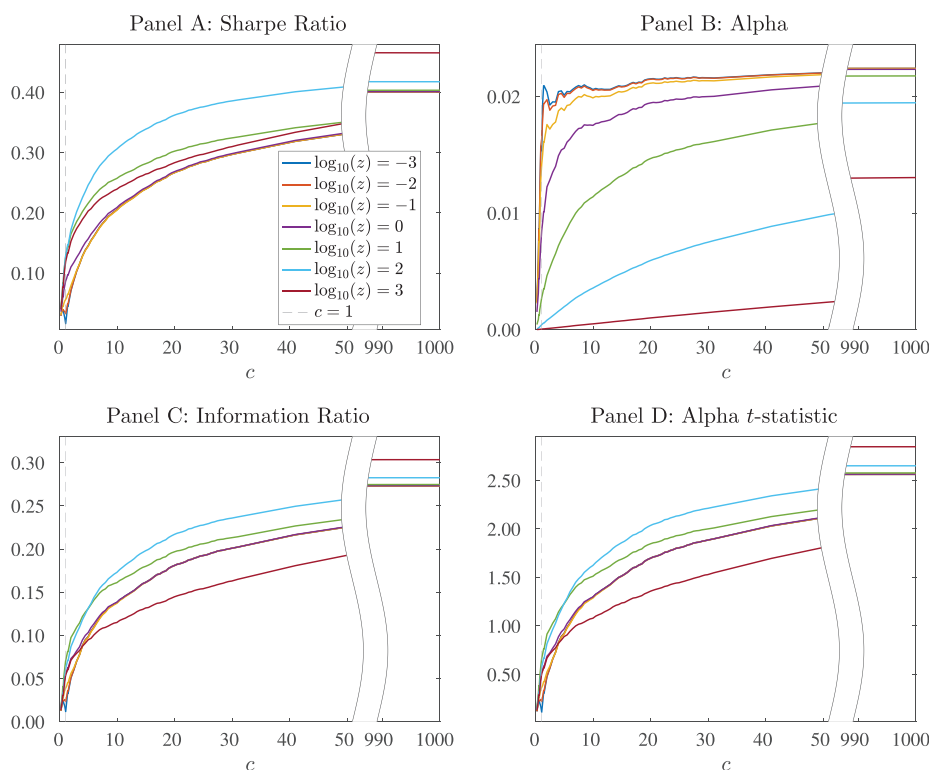 Panel A: Sharpe Ratio
0.40
0.30
0.20
0.10
0 10 20 30 40 50 990 1000
c
log₁₀(z) = −3
log₁₀(z) = −2
log₁₀(z) = −1
log₁₀(z) = 0
log₁₀(z) = 1
log₁₀(z) = 2
log₁₀(z) = 3
c = 1
Panel B: Alpha
0.02
0.01
0.00
0 10 20 30 40 50 990 1000
c
Panel C: Information Ratio
0.30
0.25
0.20
0.15
0.10
0.05
0.00
0 10 20 30 40 50 990 1000
c
Panel D: Alpha t-statistic
2.50
2.00
1.50
1.00
0.50
0 10 20 30 40 50 990 1000
c